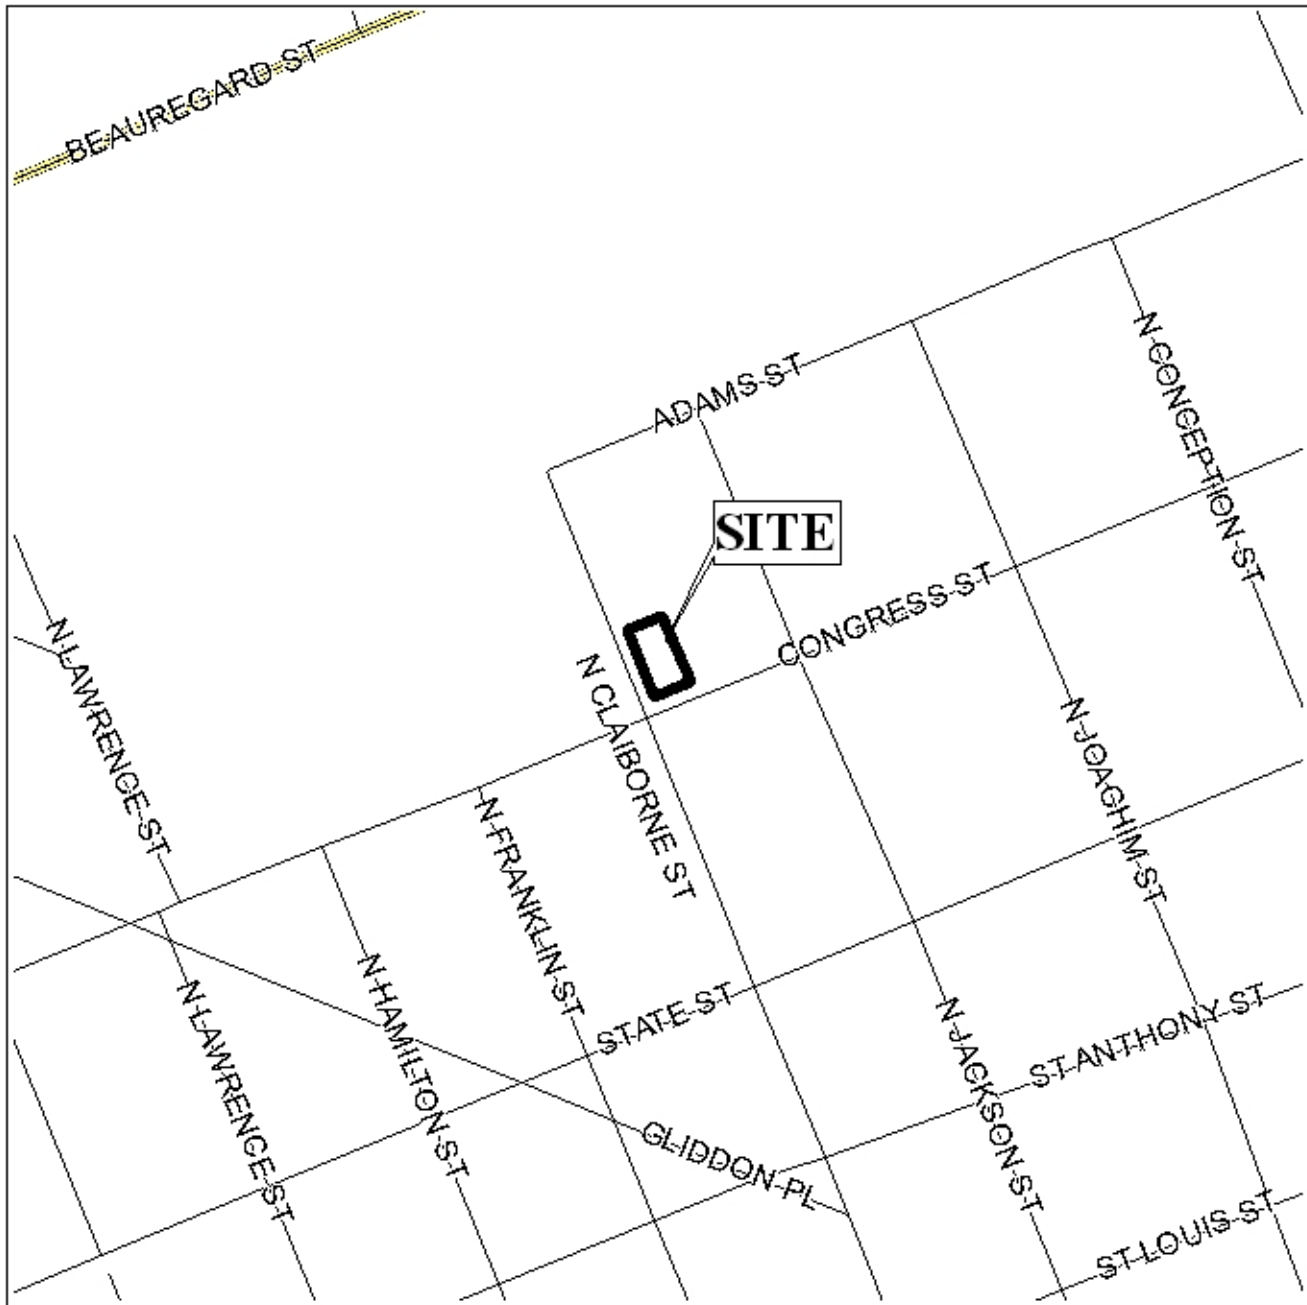 BEAUREGARD ST
ADAMS ST
N CONCEPTION ST
SITE
CONGRESS ST
N LAWRENCE ST
N CLAIBORNE ST
N JOACHIM ST
N FRANKLIN ST
N HAMILTON ST
N LAWRENCE ST
STATE ST
N JACKSON ST
ST ANTHONY ST
GLIDDON PL
ST LOUIS ST